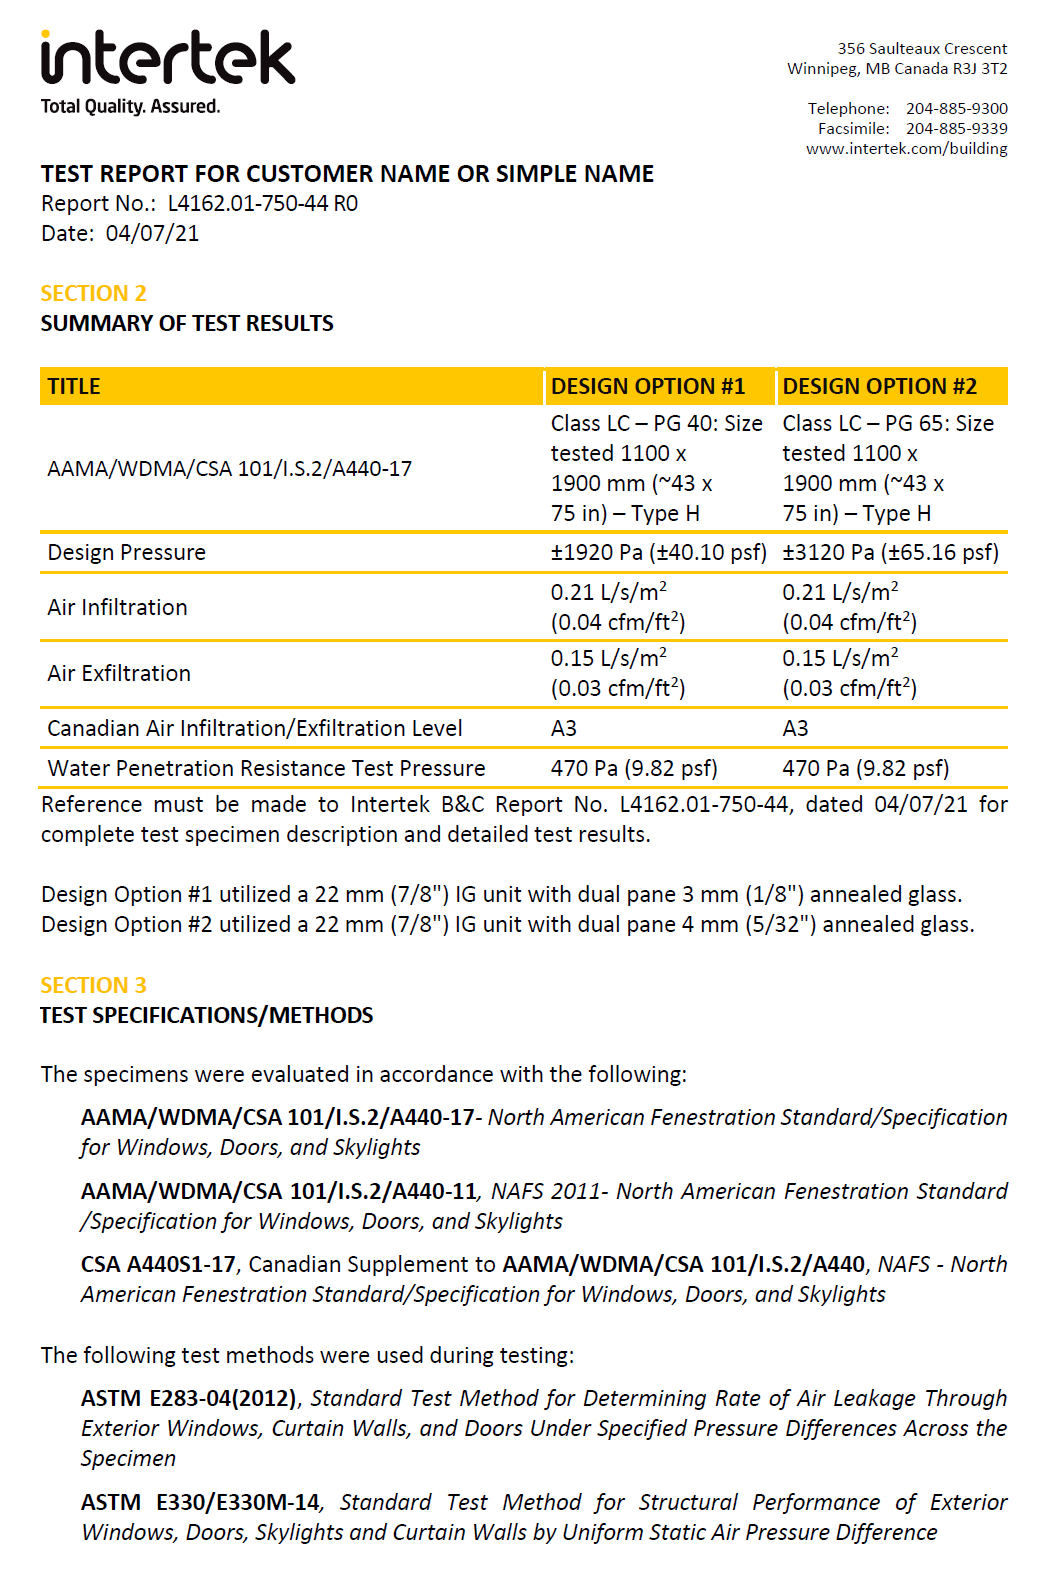 intertek
Total Quality. Assured.
356 Saulteaux Crescent
Winnipeg, MB Canada R3J 3T2
Telephone: 204-885-9300
Facsimile: 204-885-9339
www.intertek.com/building
TEST REPORT FOR CUSTOMER NAME OR SIMPLE NAME
Report No.: L4162.01-750-44 R0
Date: 04/07/21
SECTION 2
SUMMARY OF TEST RESULTS
TITLE DESIGN OPTION #1 DESIGN OPTION #2
AAMA/WDMA/CSA 101/I.S.2/A440-17
Class LC – PG 40: Size
tested 1100 x
1900 mm (~43 x
75 in) – Type H
Class LC – PG 65: Size
tested 1100 x
1900 mm (~43 x
75 in) – Type H
Design Pressure ±1920 Pa (±40.10 psf) ±3120 Pa (±65.16 psf)
Air Infiltration
0.21 L/s/m²
(0.04 cfm/ft²)
0.21 L/s/m²
(0.04 cfm/ft²)
Air Exfiltration
0.15 L/s/m²
(0.03 cfm/ft²)
0.15 L/s/m²
(0.03 cfm/ft²)
Canadian Air Infiltration/Exfiltration Level A3 A3
Water Penetration Resistance Test Pressure 470 Pa (9.82 psf) 470 Pa (9.82 psf)
Reference must be made to Intertek B&C Report No. L4162.01-750-44, dated 04/07/21 for
complete test specimen description and detailed test results.
Design Option #1 utilized a 22 mm (7/8") IG unit with dual pane 3 mm (1/8") annealed glass.
Design Option #2 utilized a 22 mm (7/8") IG unit with dual pane 4 mm (5/32") annealed glass.
SECTION 3
TEST SPECIFICATIONS/METHODS
The specimens were evaluated in accordance with the following:
AAMA/WDMA/CSA 101/I.S.2/A440-17- North American Fenestration Standard/Specification
for Windows, Doors, and Skylights
AAMA/WDMA/CSA 101/I.S.2/A440-11, NAFS 2011- North American Fenestration Standard
/Specification for Windows, Doors, and Skylights
CSA A440S1-17, Canadian Supplement to AAMA/WDMA/CSA 101/I.S.2/A440, NAFS - North
American Fenestration Standard/Specification for Windows, Doors, and Skylights
The following test methods were used during testing:
ASTM E283-04(2012), Standard Test Method for Determining Rate of Air Leakage Through
Exterior Windows, Curtain Walls, and Doors Under Specified Pressure Differences Across the
Specimen
ASTM E330/E330M-14, Standard Test Method for Structural Performance of Exterior
Windows, Doors, Skylights and Curtain Walls by Uniform Static Air Pressure Difference